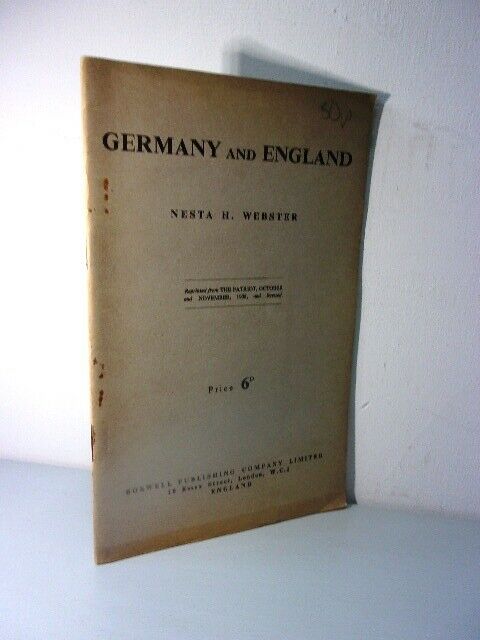 50p
GERMANY AND ENGLAND
NESTA H. WEBSTER
Reprinted from THE PATRIOT, OCTOBER
and NOVEMBER, 1938, and Revised
Price 6ᴰ
BOSWELL PUBLISHING COMPANY LIMITED
10 Essex Street, London, W.C.2
ENGLAND